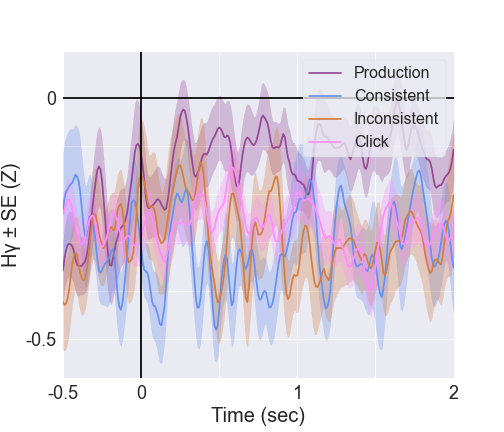 Production
Consistent
Inconsistent
Click
0
-0.5
Hγ ± SE (Z)
-0.5 0 1 2
Time (sec)